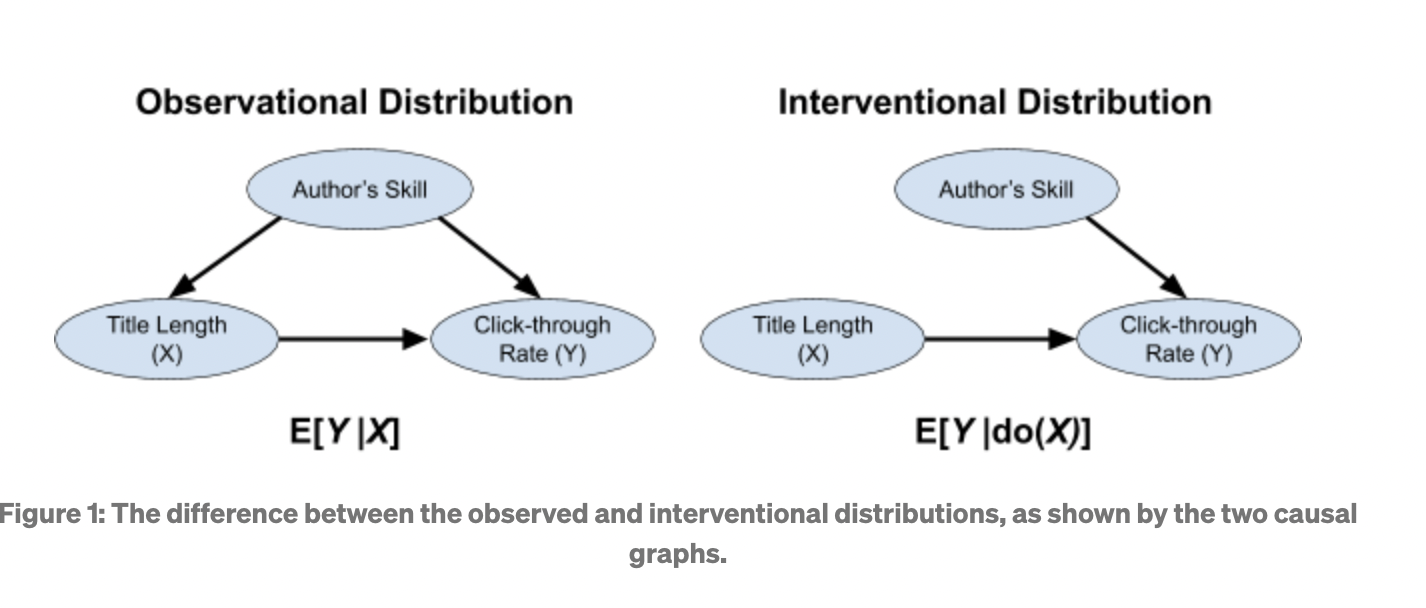 Observational Distribution
Interventional Distribution
Author's Skill
Author's Skill
Title Length
(X)
Click-through
Rate (Y)
Title Length
(X)
Click-through
Rate (Y)
E[Y |X]
E[Y |do(X)]
Figure 1: The difference between the observed and interventional distributions, as shown by the two causal
graphs.